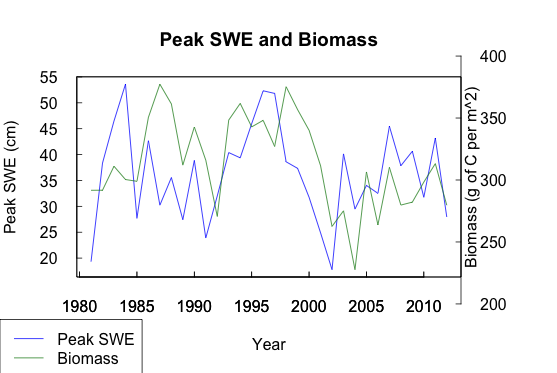 Peak SWE and Biomass
Peak SWE (cm)
55
50
45
40
35
30
25
20
400
350
300
250
200
Biomass (g of C per m^2)
1980 1985 1990 1995 2000 2005 2010
Year
Peak SWE
Biomass